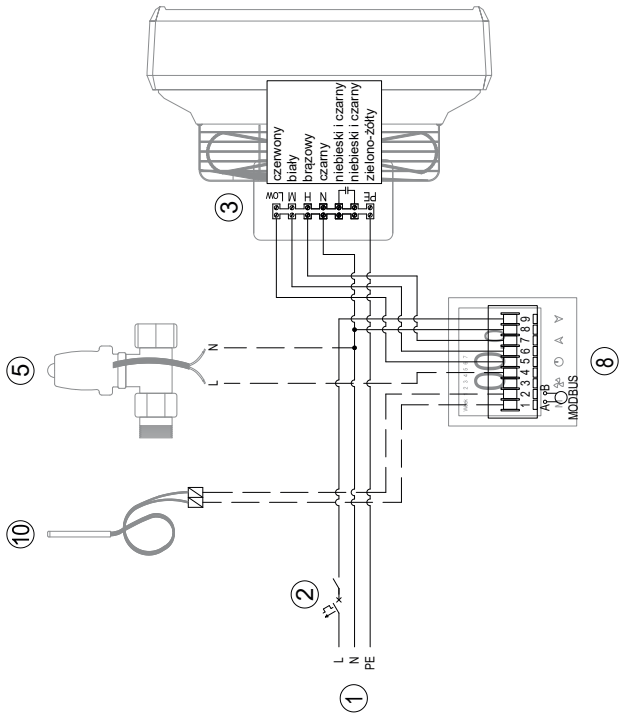 czerwony
biały
brązowy
czarny
niebieski i czarny
niebieski i czarny
zielono-żółty
Low
M
H
N
PE
3
5
N
L
10
2
L
N
PE
1
1 2 3 4 5 6 7 8 9
A B
MODBUS
8